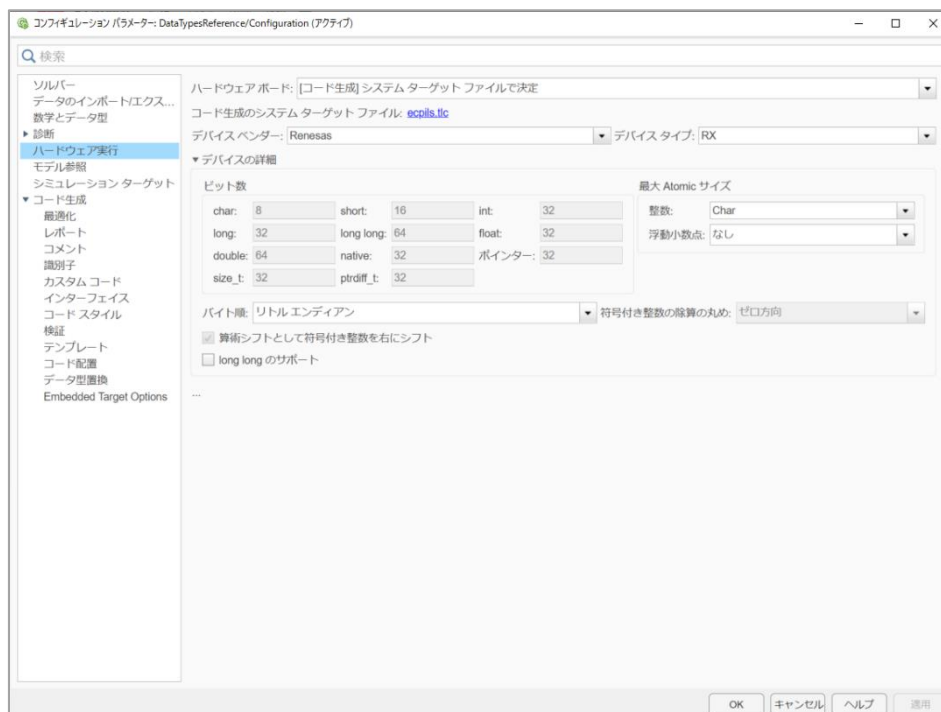 コンフィギュレーション パラメーター: DataTypesReference/Configuration (アクティブ)
検索
ソルバー
データのインポート/エクス...
数学とデータ型
診断
ハードウェア実行
モデル参照
シミュレーション ターゲット
コード生成
最適化
レポート
コメント
識別子
カスタム コード
インターフェイス
コード スタイル
検証
テンプレート
コード配置
データ型置換
Embedded Target Options
ハードウェア ボード: [コード生成] システム ターゲット ファイルで決定
コード生成のシステム ターゲット ファイル: ecpils.tlc
デバイス ベンダー: Renesas デバイス タイプ: RX
デバイスの詳細
ビット数 最大 Atomic サイズ
char: 8 short: 16 int: 32 整数: Char
long: 32 long long: 64 float: 32 浮動小数点: なし
double: 64 native: 32 ポインター: 32
size_t: 32 ptrdiff_t: 32
バイト順: リトル エンディアン 符号付き整数の除算の丸め: ゼロ方向
算術シフトとして符号付き整数を右にシフト
long long のサポート
...
OK キャンセル ヘルプ 適用